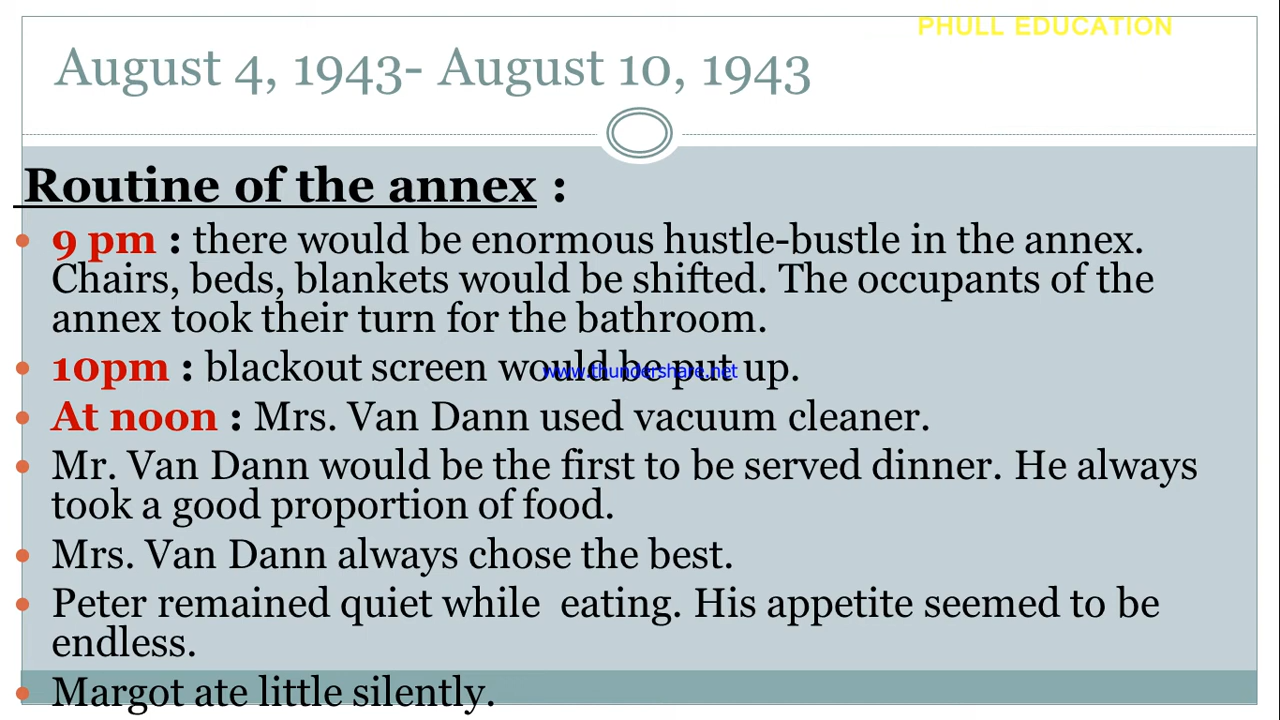 PHULL EDUCATION
August 4, 1943- August 10, 1943
Routine of the annex :
9 pm : there would be enormous hustle-bustle in the annex.
Chairs, beds, blankets would be shifted. The occupants of the
annex took their turn for the bathroom.
10pm : blackout screen would be put up.
www.thundershare.net
At noon : Mrs. Van Dann used vacuum cleaner.
Mr. Van Dann would be the first to be served dinner. He always
took a good proportion of food.
Mrs. Van Dann always chose the best.
Peter remained quiet while  eating. His appetite seemed to be
endless.
Margot ate little silently.